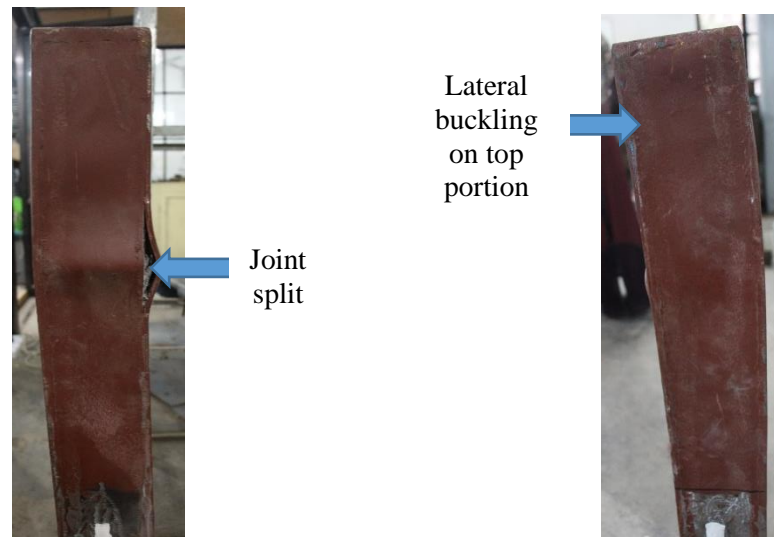 Joint
split
Lateral
buckling
on top
portion